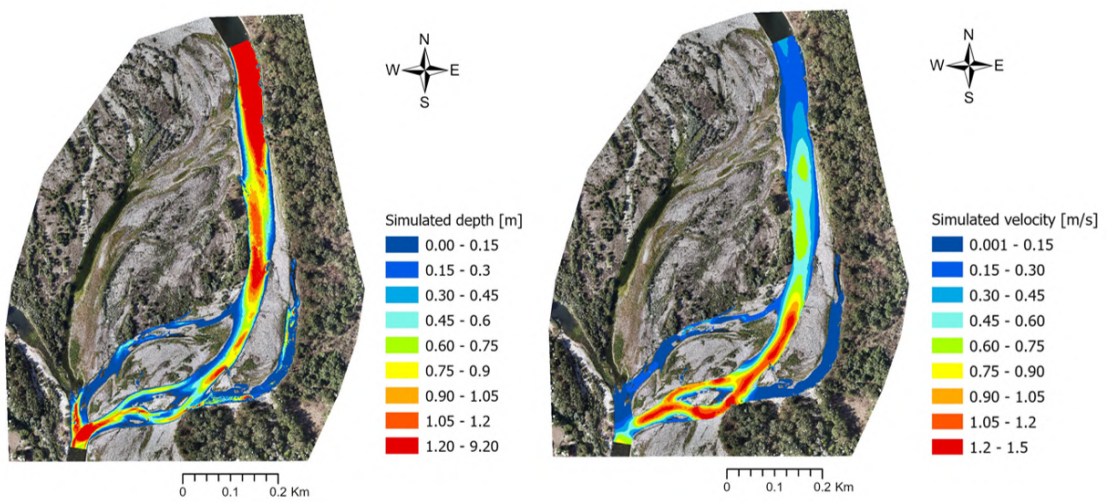 N
W E
S
Simulated depth [m]
0.00 - 0.15
0.15 - 0.3
0.30 - 0.45
0.45 - 0.6
0.60 - 0.75
0.75 - 0.9
0.90 - 1.05
1.05 - 1.2
1.20 - 9.20
0 0.1 0.2 Km
N
W E
S
Simulated velocity [m/s]
0.001 - 0.15
0.15 - 0.30
0.30 - 0.45
0.45 - 0.60
0.60 - 0.75
0.75 - 0.90
0.90 - 1.05
1.05 - 1.2
1.2 - 1.5
0 0.1 0.2 Km